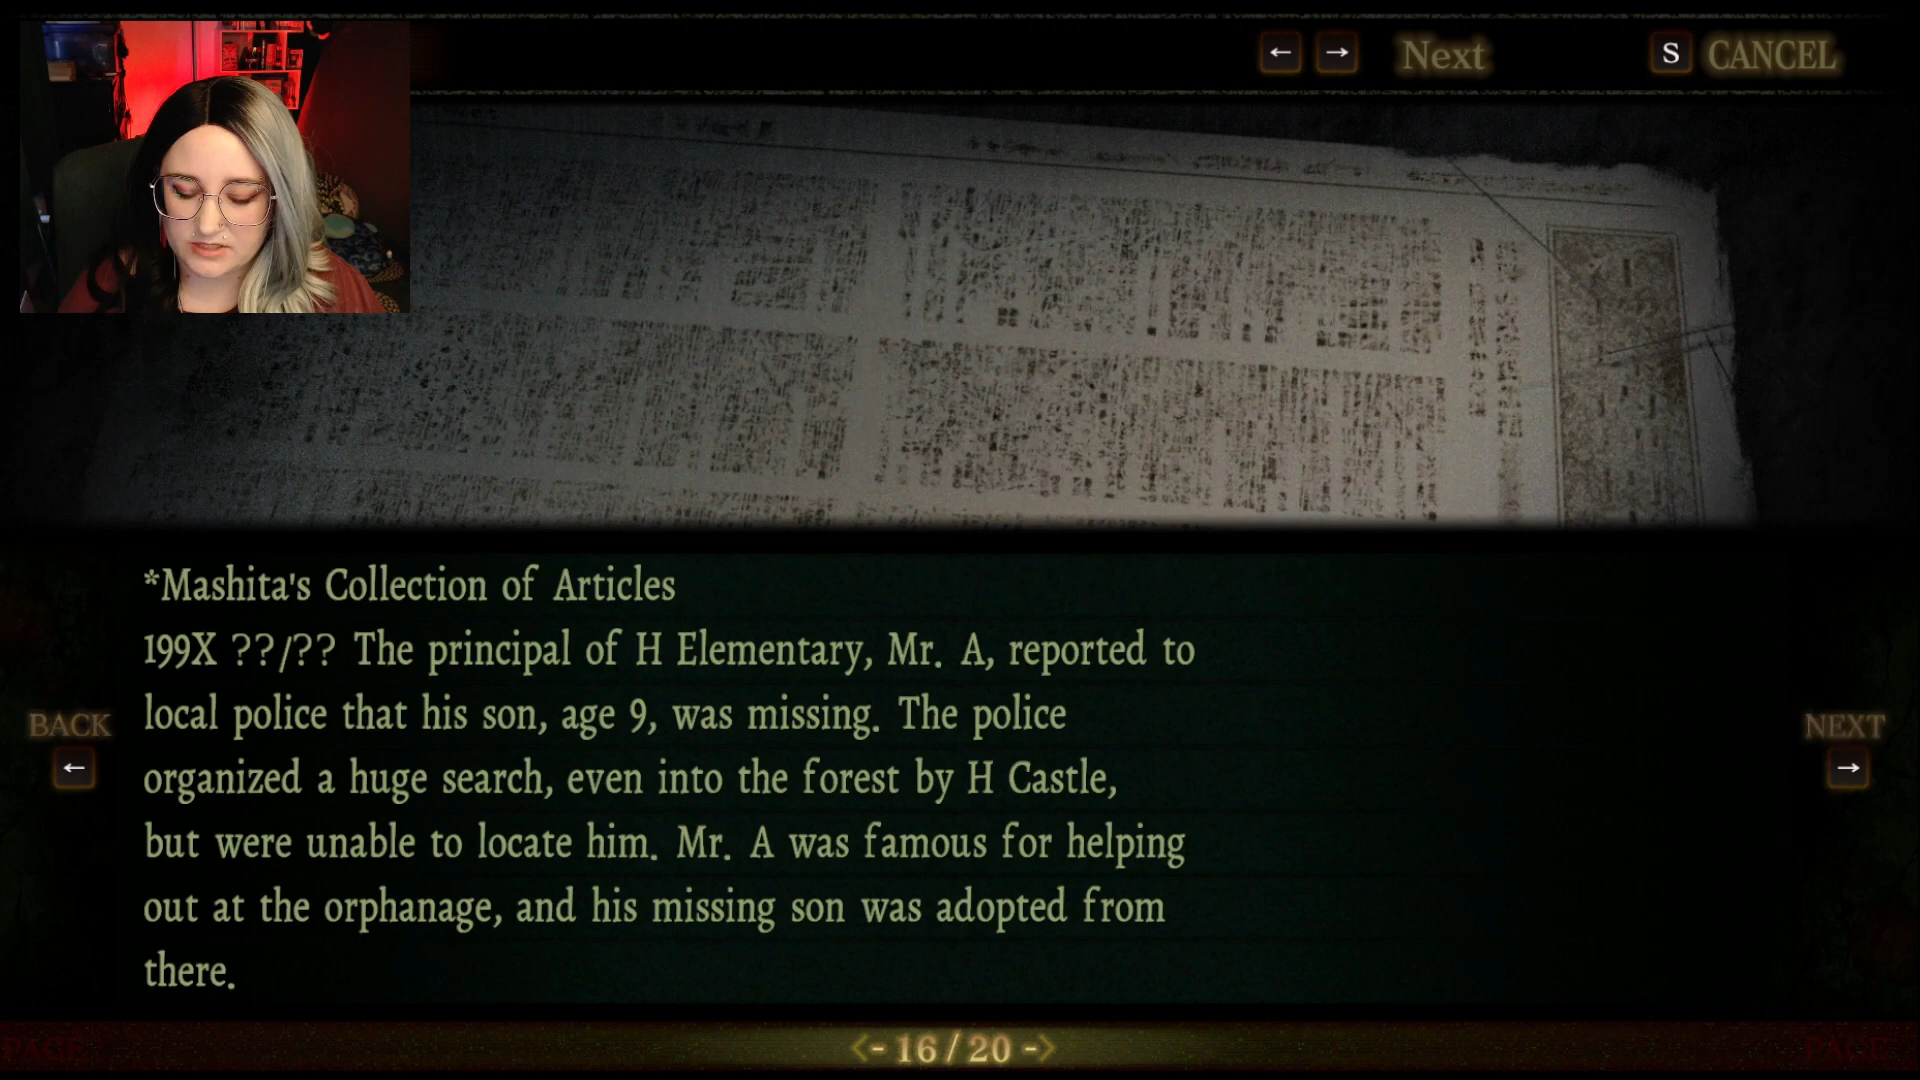 ← → Next S CANCEL
*Mashita's Collection of Articles
199X ??/?? The principal of H Elementary, Mr. A, reported to
local police that his son, age 9, was missing. The police
organized a huge search, even into the forest by H Castle,
but were unable to locate him. Mr. A was famous for helping
out at the orphanage, and his missing son was adopted from
there.
BACK
←
NEXT
→
<- 16/20 ->
PAGE
PAGE